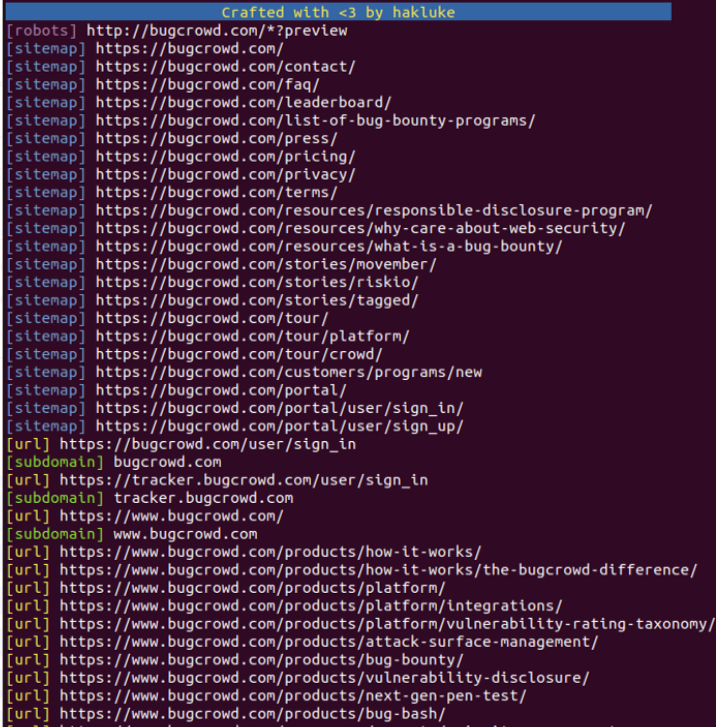 Crafted with <3 by hakluke
[robots] http://bugcrowd.com/*?preview
[sitemap] https://bugcrowd.com/
[sitemap] https://bugcrowd.com/contact/
[sitemap] https://bugcrowd.com/faq/
[sitemap] https://bugcrowd.com/leaderboard/
[sitemap] https://bugcrowd.com/list-of-bug-bounty-programs/
[sitemap] https://bugcrowd.com/press/
[sitemap] https://bugcrowd.com/pricing/
[sitemap] https://bugcrowd.com/privacy/
[sitemap] https://bugcrowd.com/terms/
[sitemap] https://bugcrowd.com/resources/responsible-disclosure-program/
[sitemap] https://bugcrowd.com/resources/why-care-about-web-security/
[sitemap] https://bugcrowd.com/resources/what-is-a-bug-bounty/
[sitemap] https://bugcrowd.com/stories/movember/
[sitemap] https://bugcrowd.com/stories/riskio/
[sitemap] https://bugcrowd.com/stories/tagged/
[sitemap] https://bugcrowd.com/tour/
[sitemap] https://bugcrowd.com/tour/platform/
[sitemap] https://bugcrowd.com/tour/crowd/
[sitemap] https://bugcrowd.com/customers/programs/new
[sitemap] https://bugcrowd.com/portal/
[sitemap] https://bugcrowd.com/portal/user/sign_in/
[sitemap] https://bugcrowd.com/portal/user/sign_up/
[url] https://bugcrowd.com/user/sign_in
[subdomain] bugcrowd.com
[url] https://tracker.bugcrowd.com/user/sign_in
[subdomain] tracker.bugcrowd.com
[url] https://www.bugcrowd.com/
[subdomain] www.bugcrowd.com
[url] https://www.bugcrowd.com/products/how-it-works/
[url] https://www.bugcrowd.com/products/how-it-works/the-bugcrowd-difference/
[url] https://www.bugcrowd.com/products/platform/
[url] https://www.bugcrowd.com/products/platform/integrations/
[url] https://www.bugcrowd.com/products/platform/vulnerability-rating-taxonomy/
[url] https://www.bugcrowd.com/products/attack-surface-management/
[url] https://www.bugcrowd.com/products/bug-bounty/
[url] https://www.bugcrowd.com/products/vulnerability-disclosure/
[url] https://www.bugcrowd.com/products/next-gen-pen-test/
[url] https://www.bugcrowd.com/products/bug-bash/